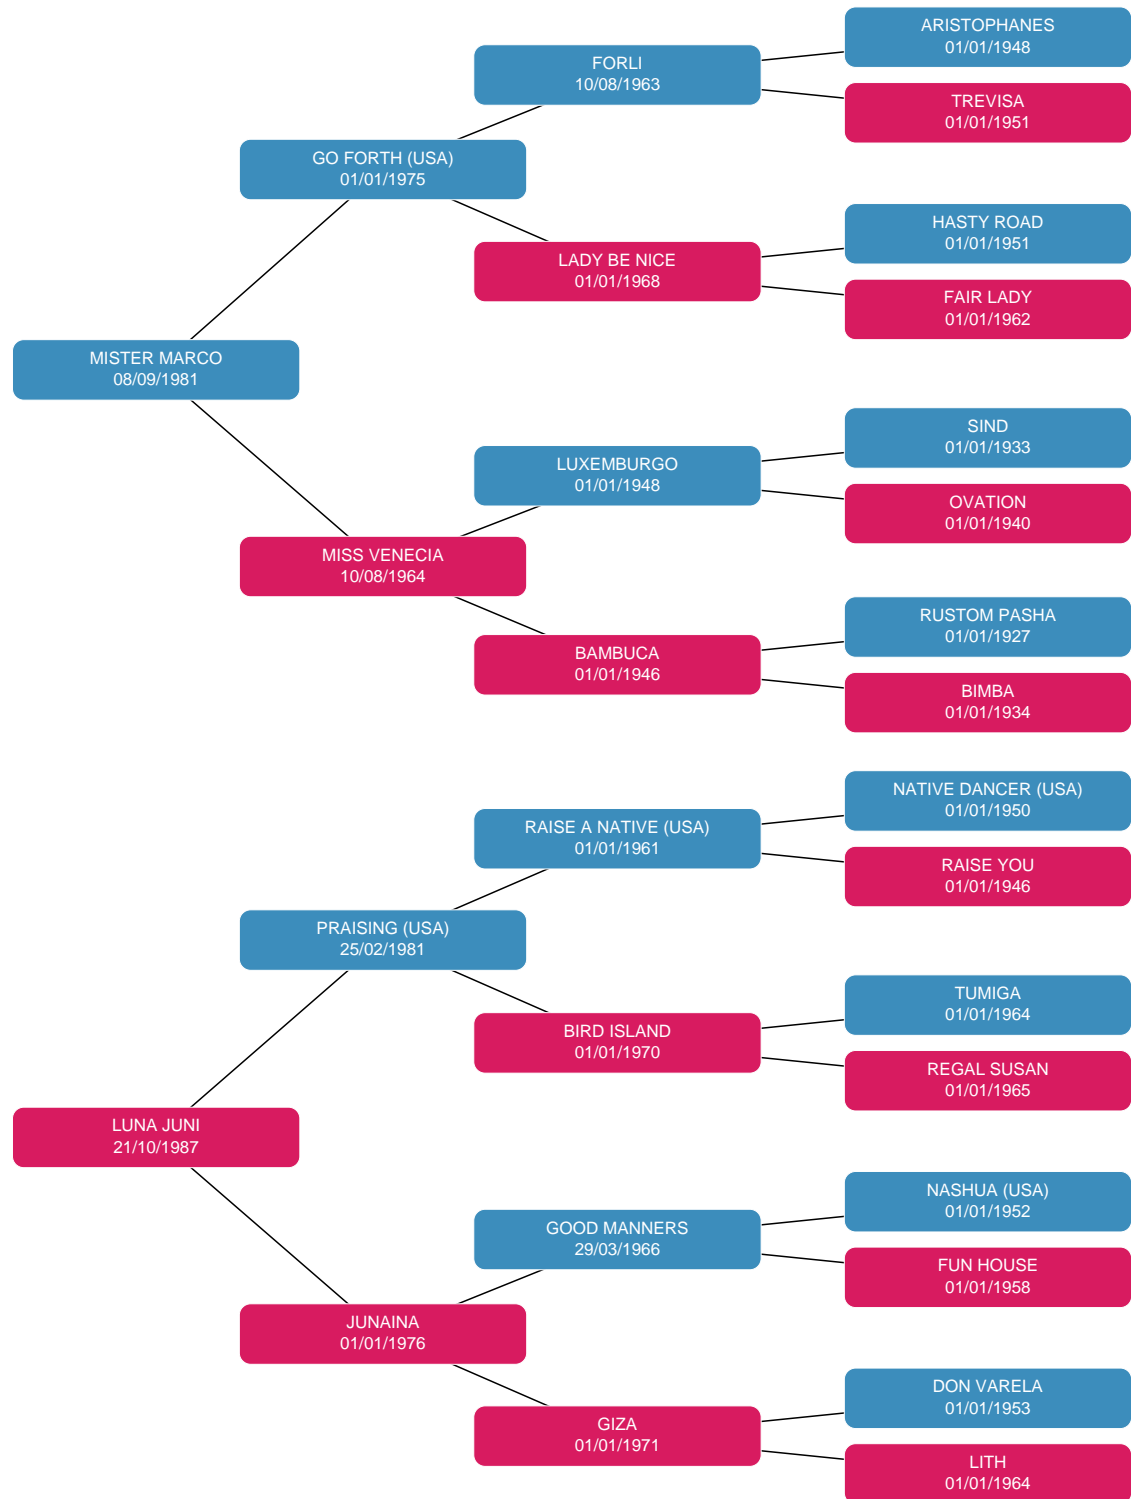 ARISTOPHANES
01/01/1948
FORLI
10/08/1963
TREVISA
01/01/1951
GO FORTH (USA)
01/01/1975
HASTY ROAD
01/01/1951
LADY BE NICE
01/01/1968
FAIR LADY
01/01/1962
MISTER MARCO
08/09/1981
SIND
01/01/1933
LUXEMBURGO
01/01/1948
OVATION
01/01/1940
MISS VENECIA
10/08/1964
RUSTOM PASHA
01/01/1927
BAMBUCA
01/01/1946
BIMBA
01/01/1934
NATIVE DANCER (USA)
01/01/1950
RAISE A NATIVE (USA)
01/01/1961
RAISE YOU
01/01/1946
PRAISING (USA)
25/02/1981
TUMIGA
01/01/1964
BIRD ISLAND
01/01/1970
REGAL SUSAN
01/01/1965
LUNA JUNI
21/10/1987
NASHUA (USA)
01/01/1952
GOOD MANNERS
29/03/1966
FUN HOUSE
01/01/1958
JUNAINA
01/01/1976
DON VARELA
01/01/1953
GIZA
01/01/1971
LITH
01/01/1964